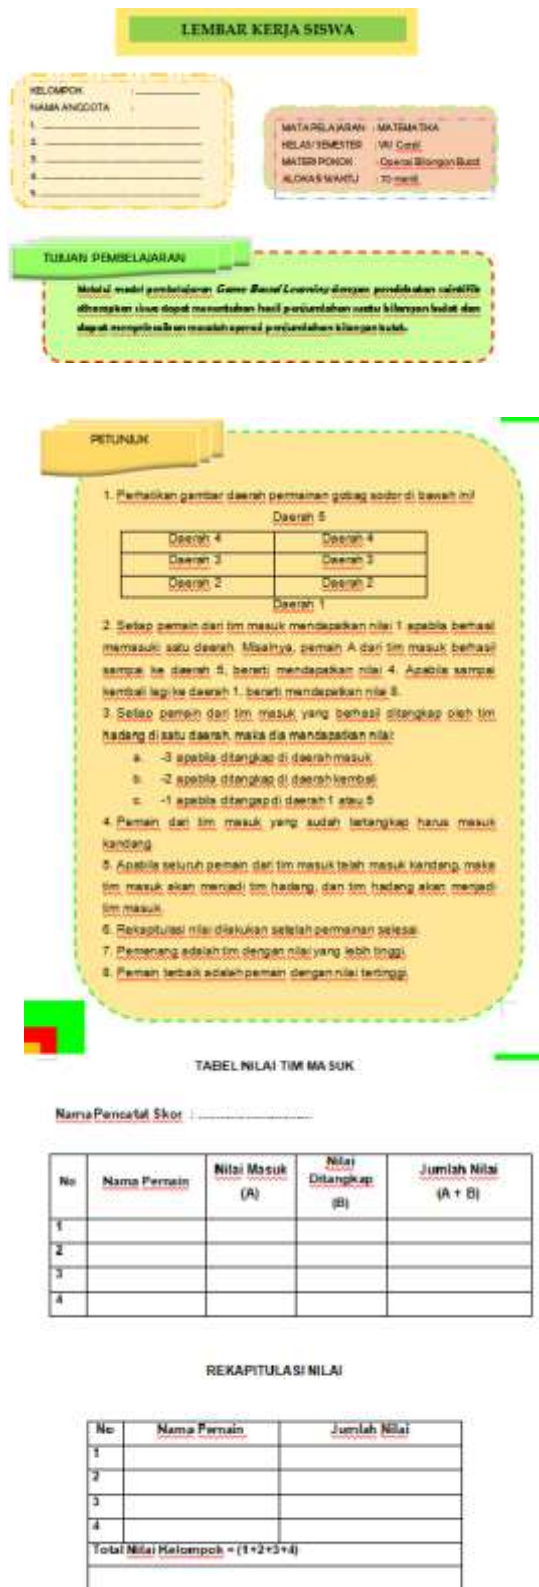 LEMBAR KERJA SISWA
KELOMPOK :
NAMA ANGGOTA :
1.
2.
3.
4.
5.
MATA PELAJARAN : MATEMATIKA
KELAS/ SEMESTER : VII/ Ganjil
MATERI POKOK : Operasi Bilangan Bulat
ALOKASI WAKTU : 70 menit
TUJUAN PEMBELAJARAN
Melalui model pembelajaran Game Based Learning dengan pendekatan saintifik
diharapkan siswa dapat menentukan hasil penjumlahan suatu bilangan bulat dan
dapat menyelesaikan masalah operasi penjumlahan bilangan bulat.
PETUNJUK
1. Perhatikan gambar daerah permainan gobag sodor di bawah ini!
Daerah 5
Daerah 4 Daerah 4
Daerah 3 Daerah 3
Daerah 2 Daerah 2
Daerah 1
2. Setiap pemain dari tim masuk mendapatkan nilai 1 apabila berhasil
memasuki satu daerah. Misalnya, pemain A dari tim masuk berhasil
sampai ke daerah 5, berarti mendapatkan nilai 4. Apabila sampai
kembali lagi ke daerah 1, berarti mendapatkan nilai 8.
3. Setiap pemain dari tim masuk yang berhasil ditangkap oleh tim
hadang di satu daerah, maka dia mendapatkan nilai:
a. -3 apabila ditangkap di daerah masuk
b. -2 apabila ditangkap di daerah kembali
c. -1 apabila ditangap di daerah 1 atau 5
4. Pemain dari tim masuk yang sudah tertangkap harus masuk
kandang.
5. Apabila seluruh pemain dari tim masuk telah masuk kandang, maka
tim masuk akan menjadi tim hadang, dan tim hadang akan menjadi
tim masuk.
6. Rekapitulasi nilai dilakukan setelah permainan selesai.
7. Pemenang adalah tim dengan nilai yang lebih tinggi.
8. Pemain terbaik adalah pemain dengan nilai tertinggi.
TABEL NILAI TIM MASUK
Nama Pencatat Skor :
No Nama Pemain Nilai Masuk (A) Nilai Ditangkap (B) Jumlah Nilai (A + B)
1
2
3
4
REKAPITULASI NILAI
No Nama Pemain Jumlah Nilai
1
2
3
4
Total Nilai Kelompok = (1+2+3+4)